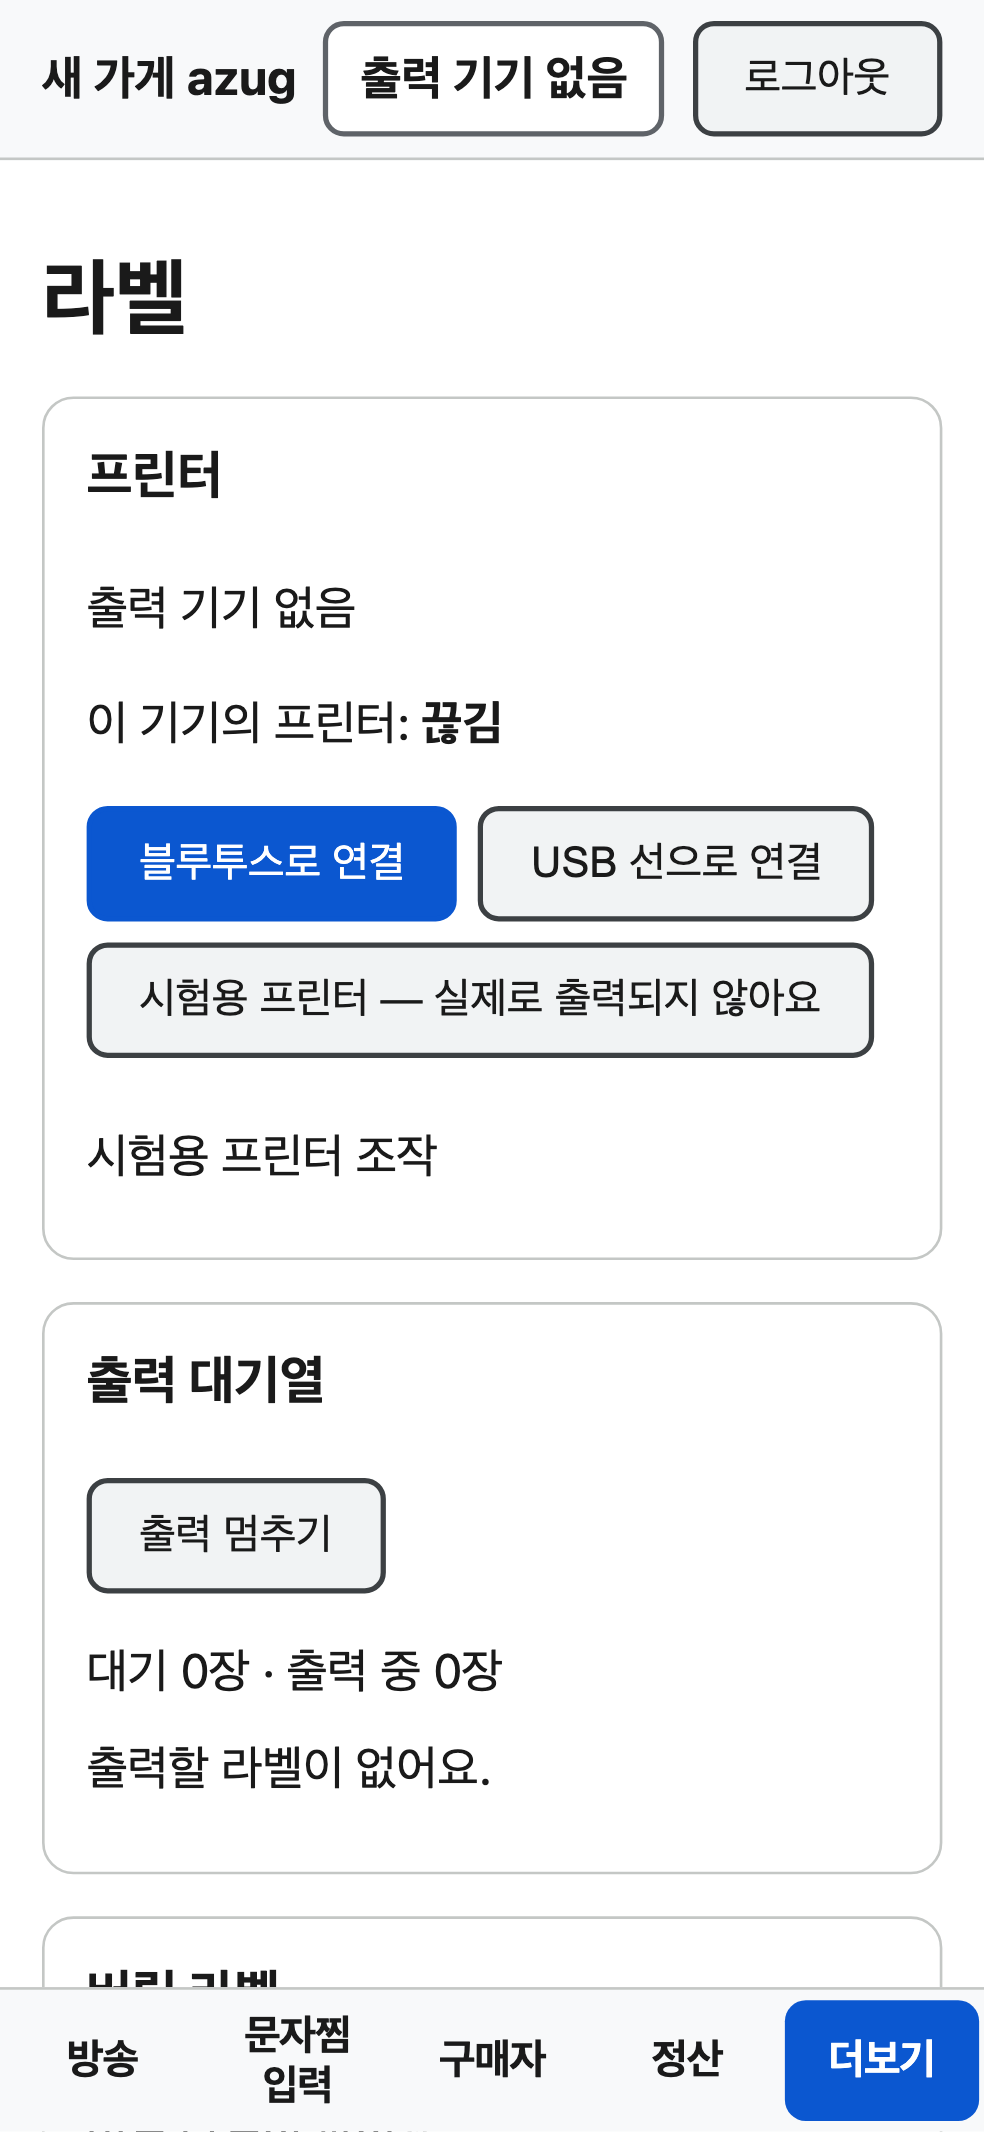 새 가게 azug
출력 기기 없음
로그아웃
라벨
프린터
출력 기기 없음
이 기기의 프린터: 끊김
블루투스로 연결
USB 선으로 연결
시험용 프린터 — 실제로 출력되지 않아요
시험용 프린터 조작
출력 대기열
출력 멈추기
대기 0장 · 출력 중 0장
출력할 라벨이 없어요.
방송
문자찜
입력
구매자
정산
더보기